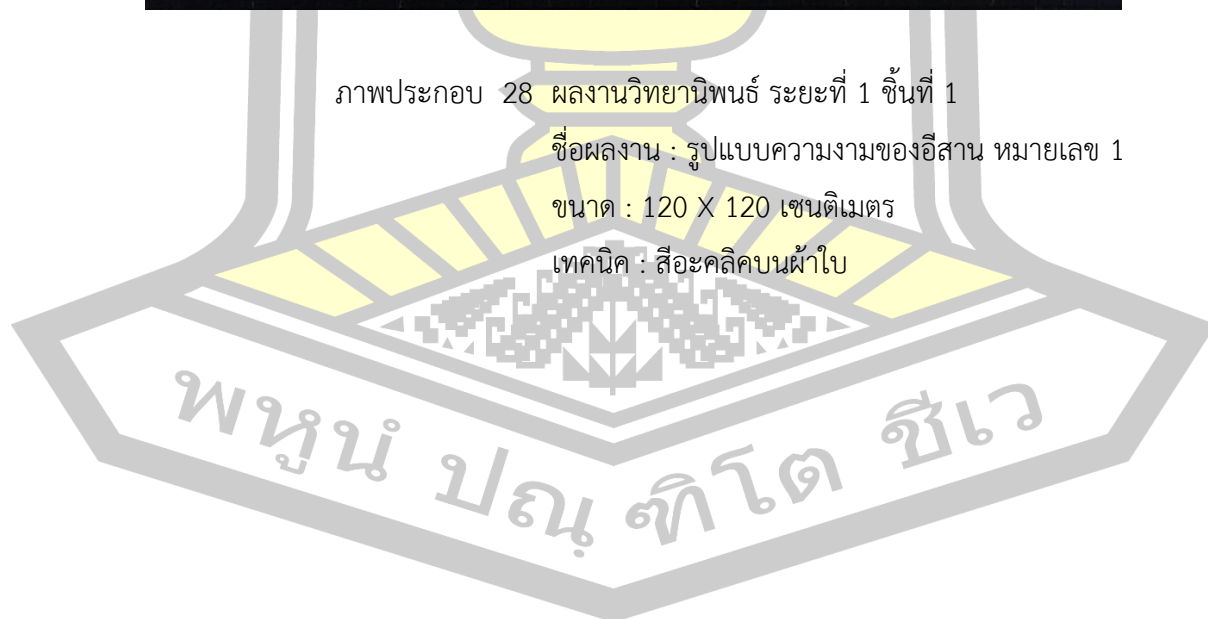 ภาพประกอบ 28 ผลงานวิทยานิพนธ์ ระยะที่ 1 ชิ้นที่ 1
ชื่อผลงาน : รูปแบบความงามของอีสาน หมายเลข 1
ขนาด : 120 X 120 เซนติเมตร
เทคนิค : สีอะคลิคบนผ้าใบ
พหูนํ ปณฺฑิโต ชีเว